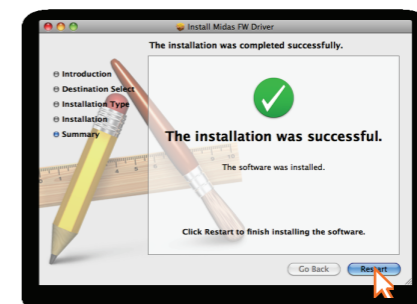 Install Midas FW Driver
The installation was completed successfully.
Introduction
Destination Select
Installation Type
Installation
Summary
The installation was successful.
The software was installed.
Click Restart to finish installing the software.
Go Back
Restart